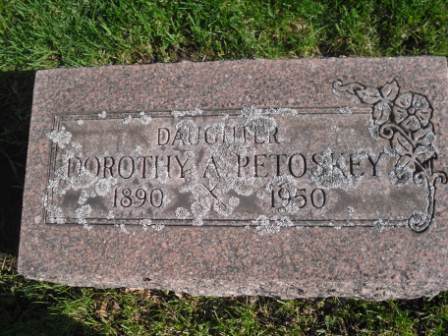 DAUGHTER
DOROTHY A. PETOSKEY
1890 1950